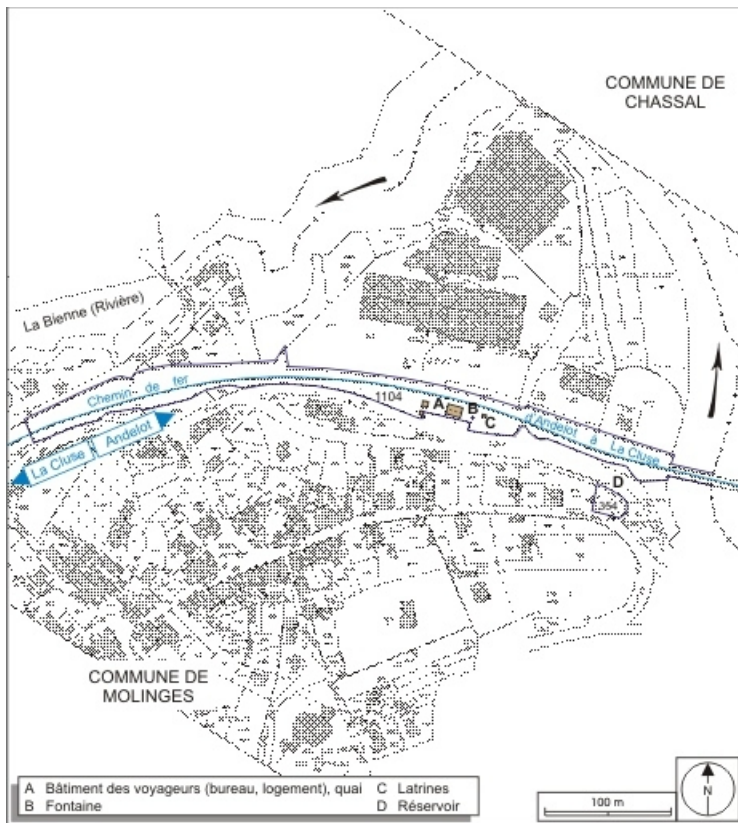 COMMUNE DE
CHASSAL
La Bienne (Rivière)
Chemin de fer
1104
A
B
C
d'Andelot à La Cluse
La Cluse
Andelot
D
354
COMMUNE DE
MOLINGES
A Bâtiment des voyageurs (bureau, logement), quai
B Fontaine
C Latrines
D Réservoir
100 m
N